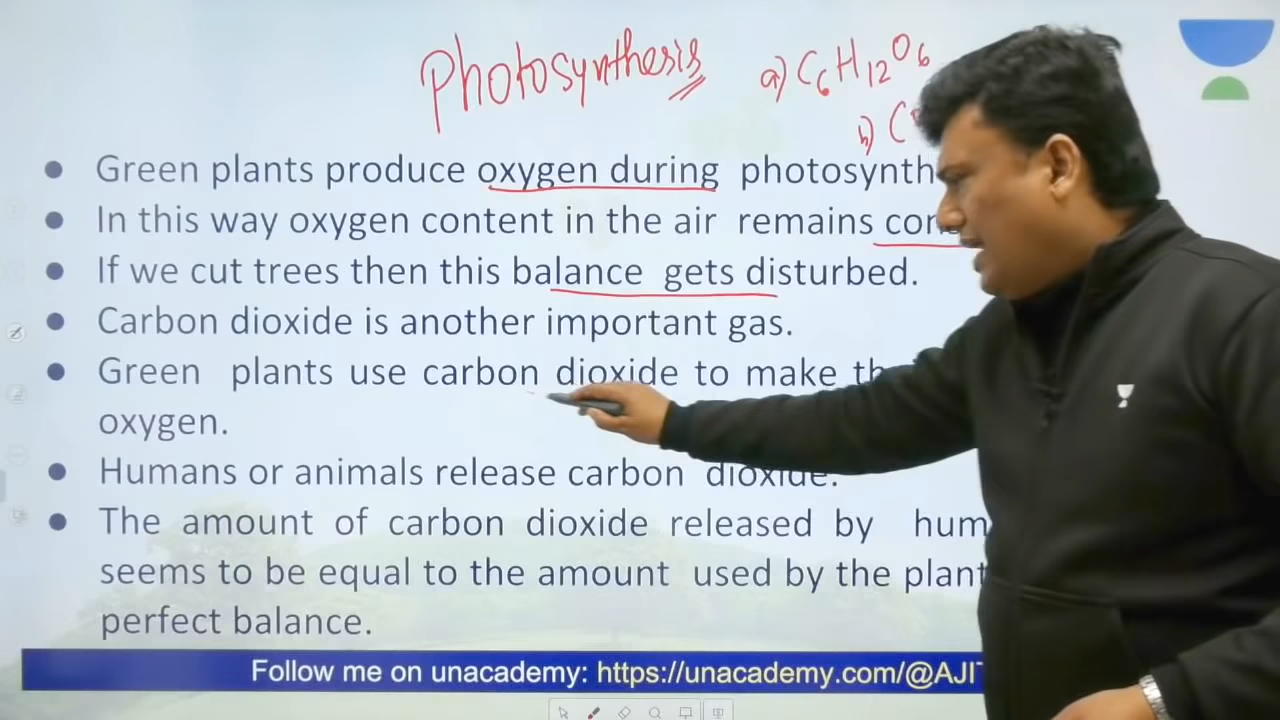 Photosynthesis a) C6H12O6
b) C
• Green plants produce oxygen during photosynth
• In this way oxygen content in the air remains con
• If we cut trees then this balance gets disturbed.
• Carbon dioxide is another important gas.
• Green plants use carbon dioxide to make th
oxygen.
• Humans or animals release carbon dioxide.
• The amount of carbon dioxide released by hum
seems to be equal to the amount used by the plant
perfect balance.
Follow me on unacademy: https://unacademy.com/@AJIT